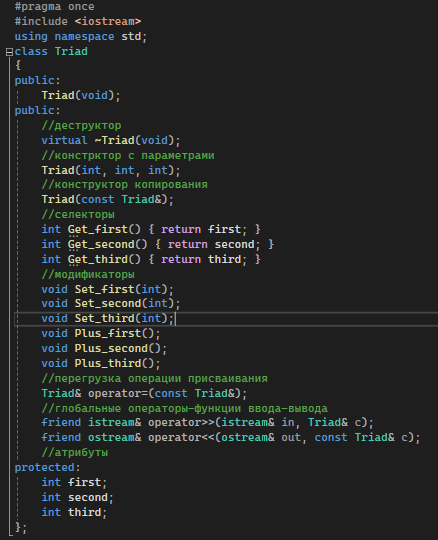 #pragma once
#include <iostream>
using namespace std;
class Triad
{
public:
    Triad(void);
public:
    //деструктор
    virtual ~Triad(void);
    //констрктор с параметрами
    Triad(int, int, int);
    //конструктор копирования
    Triad(const Triad&);
    //селекторы
    int Get_first() { return first; }
    int Get_second() { return second; }
    int Get_third() { return third; }
    //модификаторы
    void Set_first(int);
    void Set_second(int);
    void Set_third(int);
    void Plus_first();
    void Plus_second();
    void Plus_third();
    //перегрузка операции присваивания
    Triad& operator=(const Triad&);
    //глобальные операторы-функции ввода-вывода
    friend istream& operator>>(istream& in, Triad& c);
    friend ostream& operator<<(ostream& out, const Triad& c);
    //атрибуты
protected:
    int first;
    int second;
    int third;
};